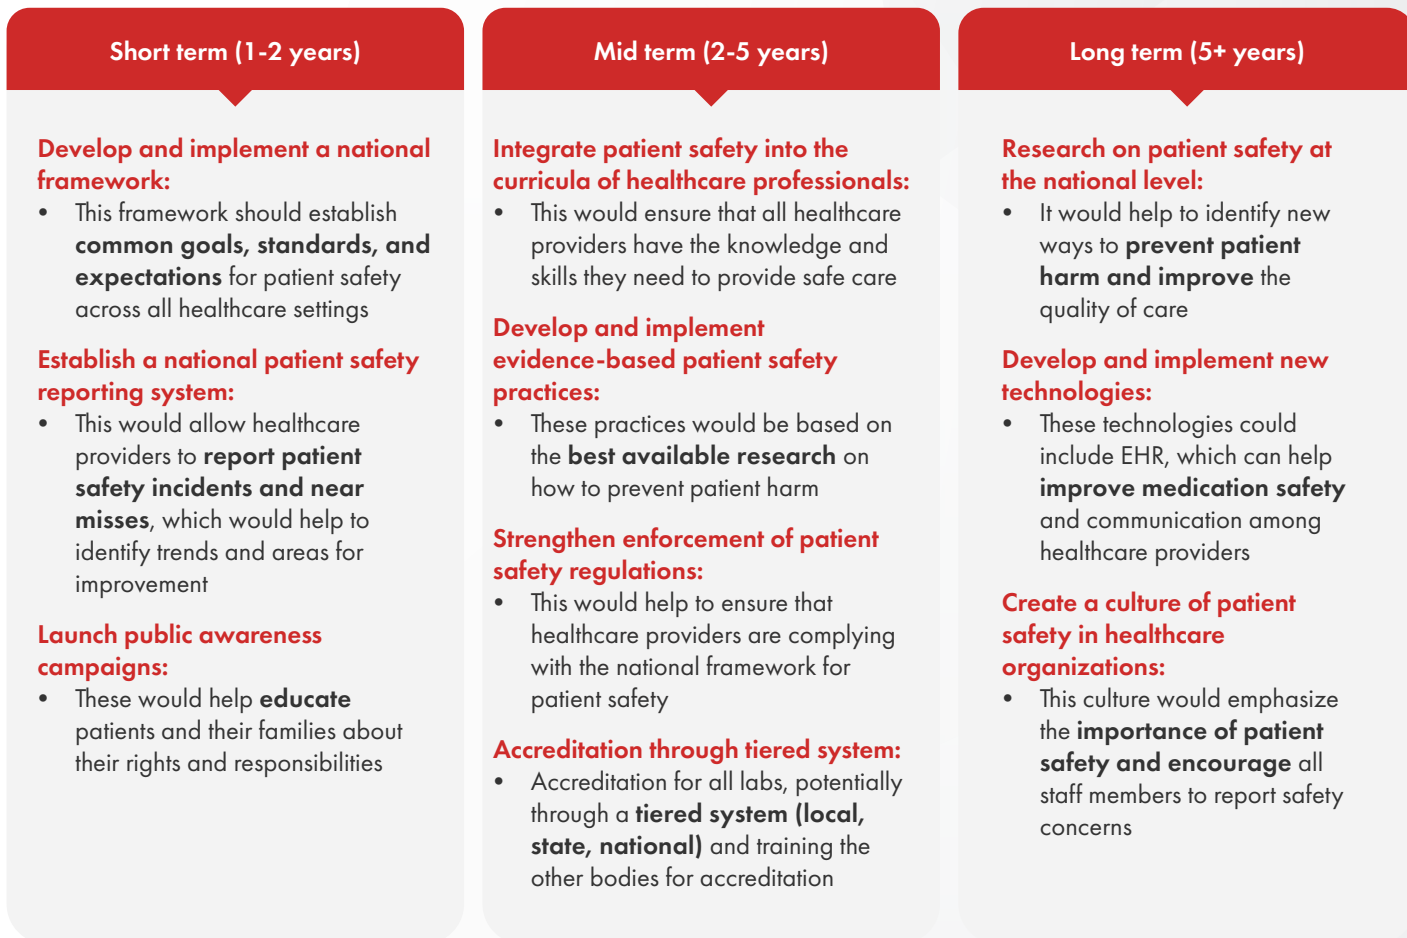 Short term (1-2 years)
Develop and implement a national
framework:
• This framework should establish
common goals, standards, and
expectations for patient safety
across all healthcare settings
Establish a national patient safety
reporting system:
• This would allow healthcare
providers to report patient
safety incidents and near
misses, which would help to
identify trends and areas for
improvement
Launch public awareness
campaigns:
• These would help educate
patients and their families about
their rights and responsibilities
Mid term (2-5 years)
Integrate patient safety into the
curricula of healthcare professionals:
• This would ensure that all healthcare
providers have the knowledge and
skills they need to provide safe care
Develop and implement
evidence-based patient safety
practices:
• These practices would be based on
the best available research on
how to prevent patient harm
Strengthen enforcement of patient
safety regulations:
• This would help to ensure that
healthcare providers are complying
with the national framework for
patient safety
Accreditation through tiered system:
• Accreditation for all labs, potentially
through a tiered system (local,
state, national) and training the
other bodies for accreditation
Long term (5+ years)
Research on patient safety at
the national level:
• It would help to identify new
ways to prevent patient
harm and improve the
quality of care
Develop and implement new
technologies:
• These technologies could
include EHR, which can help
improve medication safety
and communication among
healthcare providers
Create a culture of patient
safety in healthcare
organizations:
• This culture would emphasize
the importance of patient
safety and encourage all
staff members to report safety
concerns